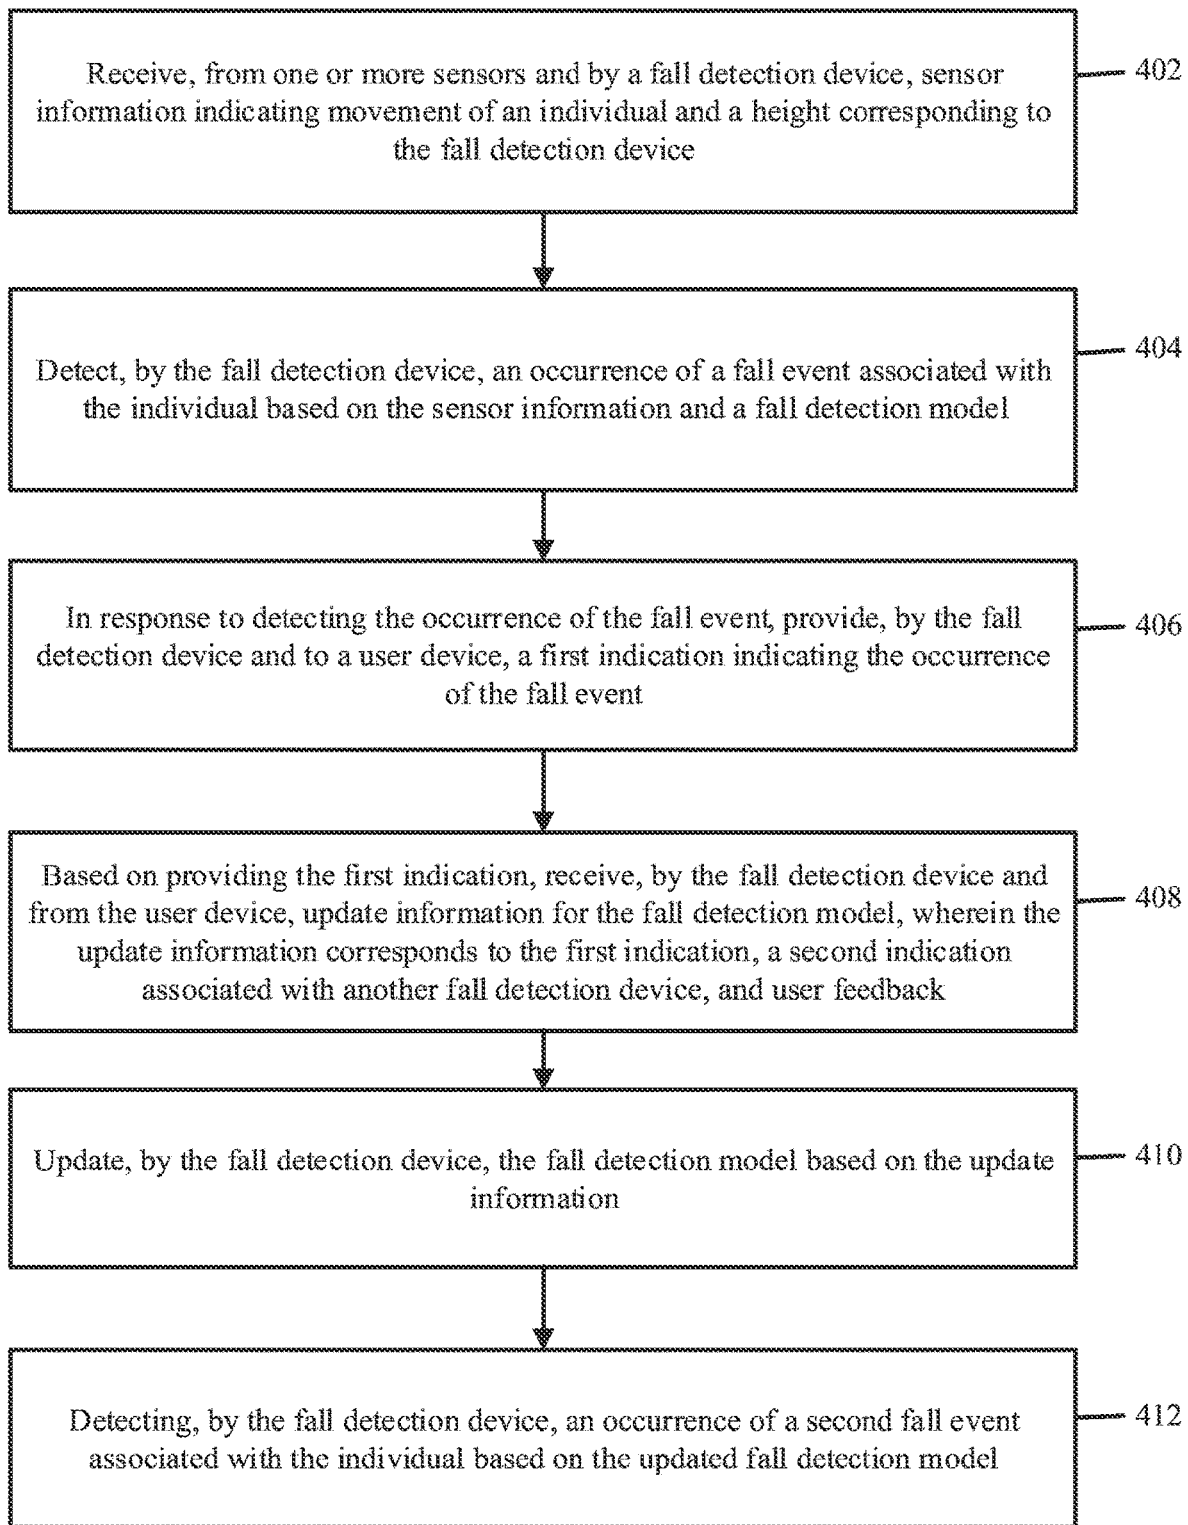 Receive, from one or more sensors and by a fall detection device, sensor
information indicating movement of an individual and a height corresponding to
the fall detection device
402
Detect, by the fall detection device, an occurrence of a fall event associated with
the individual based on the sensor information and a fall detection model
404
In response to detecting the occurrence of the fall event, provide, by the fall
detection device and to a user device, a first indication indicating the occurrence
of the fall event
406
Based on providing the first indication, receive, by the fall detection device and
from the user device, update information for the fall detection model, wherein the
update information corresponds to the first indication, a second indication
associated with another fall detection device, and user feedback
408
Update, by the fall detection device, the fall detection model based on the update
information
410
Detecting, by the fall detection device, an occurrence of a second fall event
associated with the individual based on the updated fall detection model
412